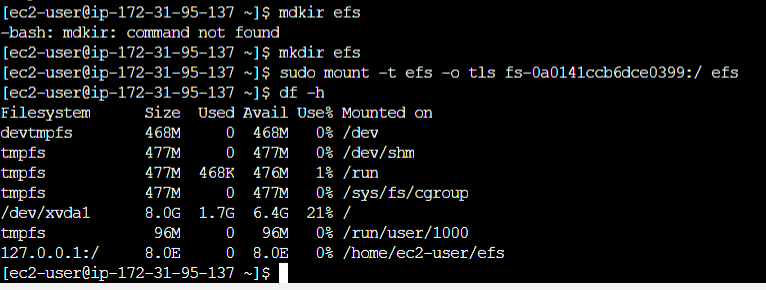 [ec2-user@ip-172-31-95-137 ~]$ mdkir efs
-bash: mdkir: command not found
[ec2-user@ip-172-31-95-137 ~]$ mkdir efs
[ec2-user@ip-172-31-95-137 ~]$ sudo mount -t efs -o tls fs-0a0141ccb6dce0399:/ efs
[ec2-user@ip-172-31-95-137 ~]$ df -h
Filesystem      Size  Used Avail Use% Mounted on
devtmpfs        468M     0  468M   0% /dev
tmpfs           477M     0  477M   0% /dev/shm
tmpfs           477M  468K  476M   1% /run
tmpfs           477M     0  477M   0% /sys/fs/cgroup
/dev/xvda1      8.0G  1.7G  6.4G  21% /
tmpfs            96M     0   96M   0% /run/user/1000
127.0.0.1:/     8.0E     0  8.0E   0% /home/ec2-user/efs
[ec2-user@ip-172-31-95-137 ~]$